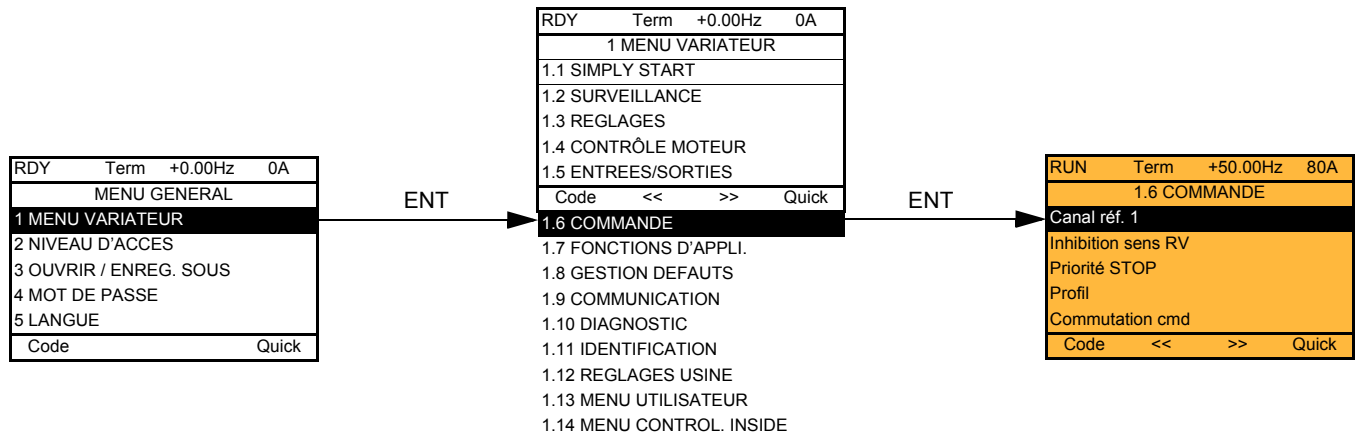 RDY Term +0.00Hz 0A
MENU GENERAL
1 MENU VARIATEUR
2 NIVEAU D'ACCES
3 OUVRIR / ENREG. SOUS
4 MOT DE PASSE
5 LANGUE
Code Quick
ENT
RDY Term +0.00Hz 0A
1 MENU VARIATEUR
1.1 SIMPLY START
1.2 SURVEILLANCE
1.3 REGLAGES
1.4 CONTRÔLE MOTEUR
1.5 ENTREES/SORTIES
Code << >> Quick
1.6 COMMANDE
1.7 FONCTIONS D'APPLI.
1.8 GESTION DEFAUTS
1.9 COMMUNICATION
1.10 DIAGNOSTIC
1.11 IDENTIFICATION
1.12 REGLAGES USINE
1.13 MENU UTILISATEUR
1.14 MENU CONTROL. INSIDE
ENT
RUN Term +50.00Hz 80A
1.6 COMMANDE
Canal réf. 1
Inhibition sens RV
Priorité STOP
Profil
Commutation cmd
Code << >> Quick